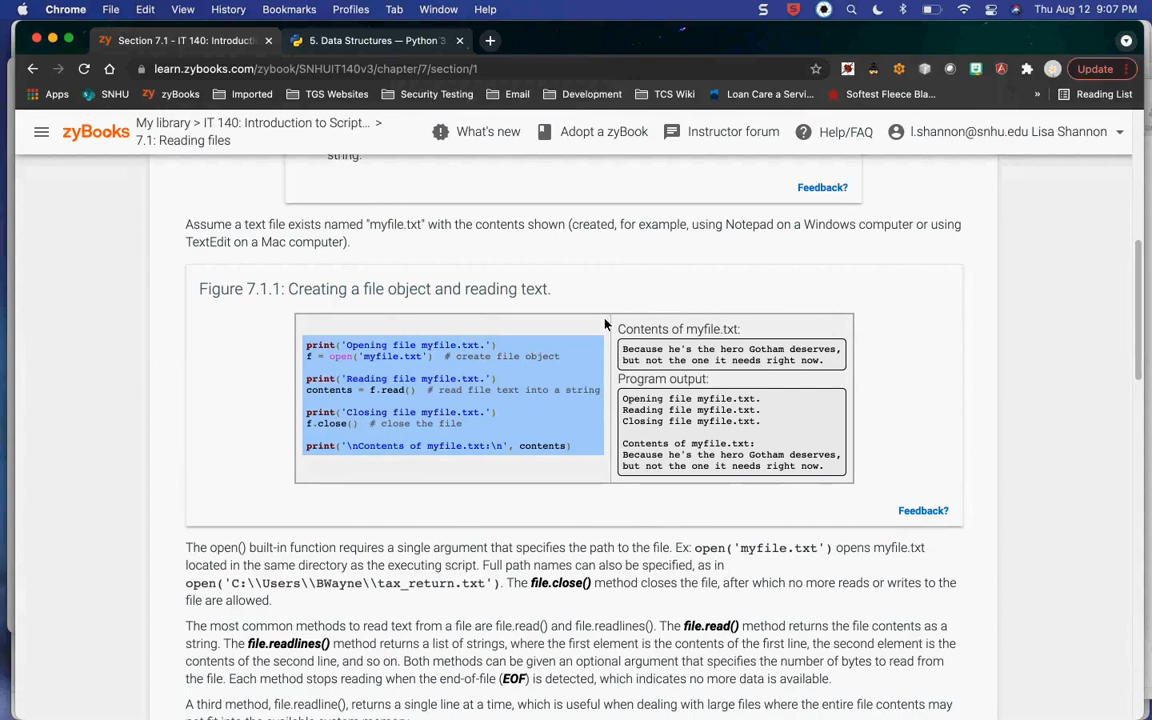 Chrome File Edit View History Bookmarks Profiles Tab Window Help Thu Aug 12 9:07 PM
Section 7.1 - IT 140: Introducti 5. Data Structures — Python 3
learn.zybooks.com/zybook/SNHUIT140v3/chapter/7/section/1 Update
Apps SNHU zyBooks Imported TGS Websites Security Testing Email Development TCS Wiki Loan Care a Servi... Softest Fleece Bla... » Reading List
zyBooks My library > IT 140: Introduction to Script... > What's new Adopt a zyBook Instructor forum Help/FAQ l.shannon@snhu.edu Lisa Shannon
7.1: Reading files
string.
Feedback?
Assume a text file exists named "myfile.txt" with the contents shown (created, for example, using Notepad on a Windows computer or using
TextEdit on a Mac computer).
Figure 7.1.1: Creating a file object and reading text.
print('Opening file myfile.txt.')
f = open('myfile.txt')  # create file object
print('Reading file myfile.txt.')
contents = f.read()  # read file text into a string
print('Closing file myfile.txt.')
f.close()  # close the file
print('\nContents of myfile.txt:\n', contents)
Contents of myfile.txt:
Because he's the hero Gotham deserves,
but not the one it needs right now.
Program output:
Opening file myfile.txt.
Reading file myfile.txt.
Closing file myfile.txt.
Contents of myfile.txt:
Because he's the hero Gotham deserves,
but not the one it needs right now.
Feedback?
The open() built-in function requires a single argument that specifies the path to the file. Ex: open('myfile.txt') opens myfile.txt
located in the same directory as the executing script. Full path names can also be specified, as in
open('C:\\Users\\BWayne\\tax_return.txt'). The file.close() method closes the file, after which no more reads or writes to the
file are allowed.
The most common methods to read text from a file are file.read() and file.readlines(). The file.read() method returns the file contents as a
string. The file.readlines() method returns a list of strings, where the first element is the contents of the first line, the second element is the
contents of the second line, and so on. Both methods can be given an optional argument that specifies the number of bytes to read from
the file. Each method stops reading when the end-of-file (EOF) is detected, which indicates no more data is available.
A third method, file.readline(), returns a single line at a time, which is useful when dealing with large files where the entire file contents may
not fit into the available system memory.